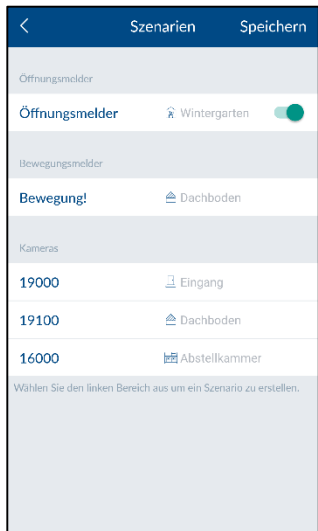 Szenarien Speichern
Öffnungsmelder
Öffnungsmelder Wintergarten
Bewegungsmelder
Bewegung! Dachboden
Kameras
19000 Eingang
19100 Dachboden
16000 Abstellkammer
Wählen Sie den linken Bereich aus um ein Szenario zu erstellen.